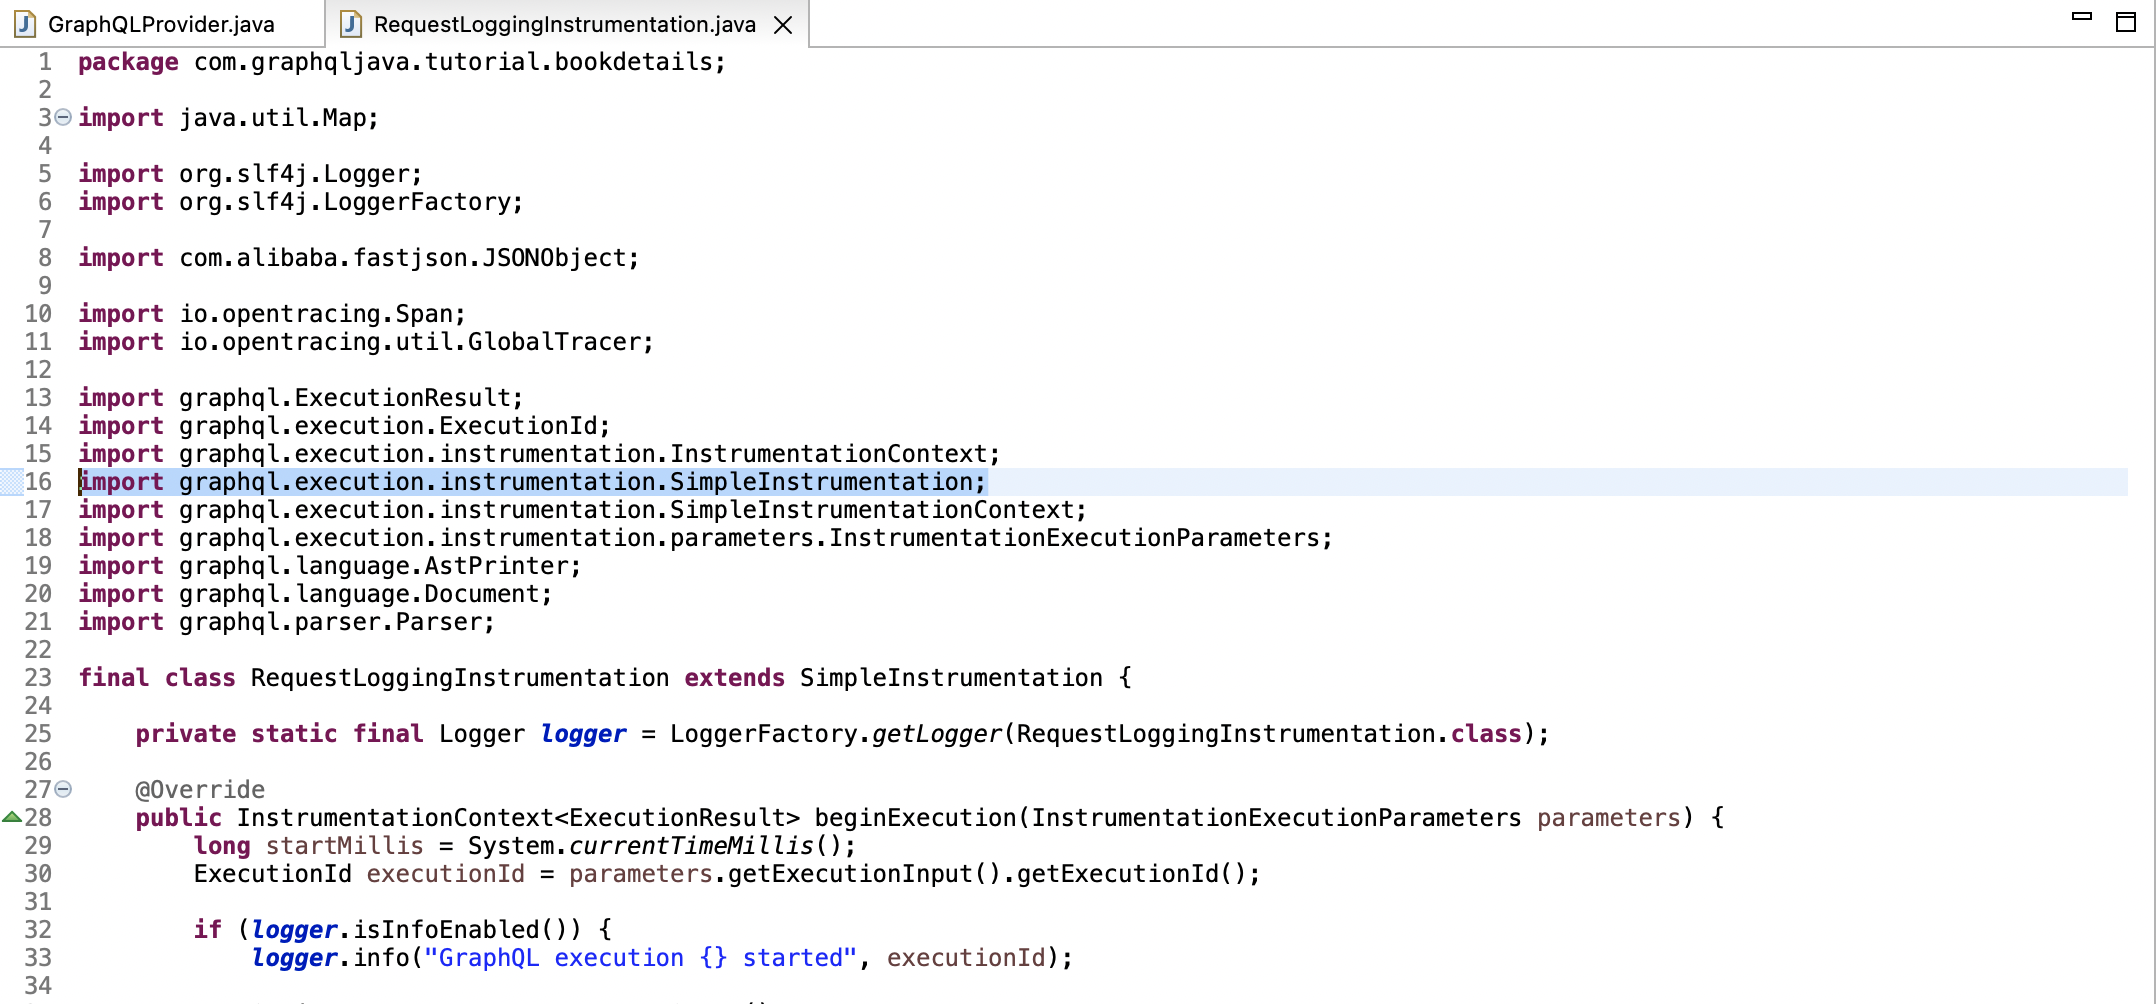 GraphQLProvider.java RequestLoggingInstrumentation.java
1 package com.graphqljava.tutorial.bookdetails;
2
3 import java.util.Map;
4
5 import org.slf4j.Logger;
6 import org.slf4j.LoggerFactory;
7
8 import com.alibaba.fastjson.JSONObject;
9
10 import io.opentracing.Span;
11 import io.opentracing.util.GlobalTracer;
12
13 import graphql.ExecutionResult;
14 import graphql.execution.ExecutionId;
15 import graphql.execution.instrumentation.InstrumentationContext;
16 import graphql.execution.instrumentation.SimpleInstrumentation;
17 import graphql.execution.instrumentation.SimpleInstrumentationContext;
18 import graphql.execution.instrumentation.parameters.InstrumentationExecutionParameters;
19 import graphql.language.AstPrinter;
20 import graphql.language.Document;
21 import graphql.parser.Parser;
22
23 final class RequestLoggingInstrumentation extends SimpleInstrumentation {
24
25     private static final Logger logger = LoggerFactory.getLogger(RequestLoggingInstrumentation.class);
26
27     @Override
28     public InstrumentationContext<ExecutionResult> beginExecution(InstrumentationExecutionParameters parameters) {
29         long startMillis = System.currentTimeMillis();
30         ExecutionId executionId = parameters.getExecutionInput().getExecutionId();
31
32         if (logger.isInfoEnabled()) {
33             logger.info("GraphQL execution {} started", executionId);
34